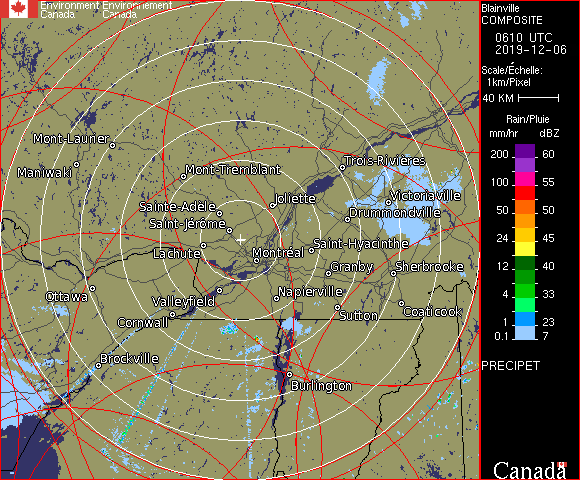 Environment Environnement
Canada Canada
Blainville
COMPOSITE
0610 UTC
2019-12-06
Scale/Échelle:
1km/Pixel
40 KM
Rain/Pluie
mm/hr dBZ
200 60
100 55
50 50
24 45
12 40
4 33
1 23
0.1 7
PRECIPET
Canada
Mont-Laurier
Maniwaki
Mont-Tremblant
Trois-Rivières
Sainte-Adèle
Joliette
Victoriaville
Drummondville
Saint-Jérôme
Saint-Hyacinthe
Lachute
Montréal
Granby
Sherbrooke
Ottawa
Valleyfield
Napierville
Cornwall
Sutton
Coaticook
Brockville
Burlington